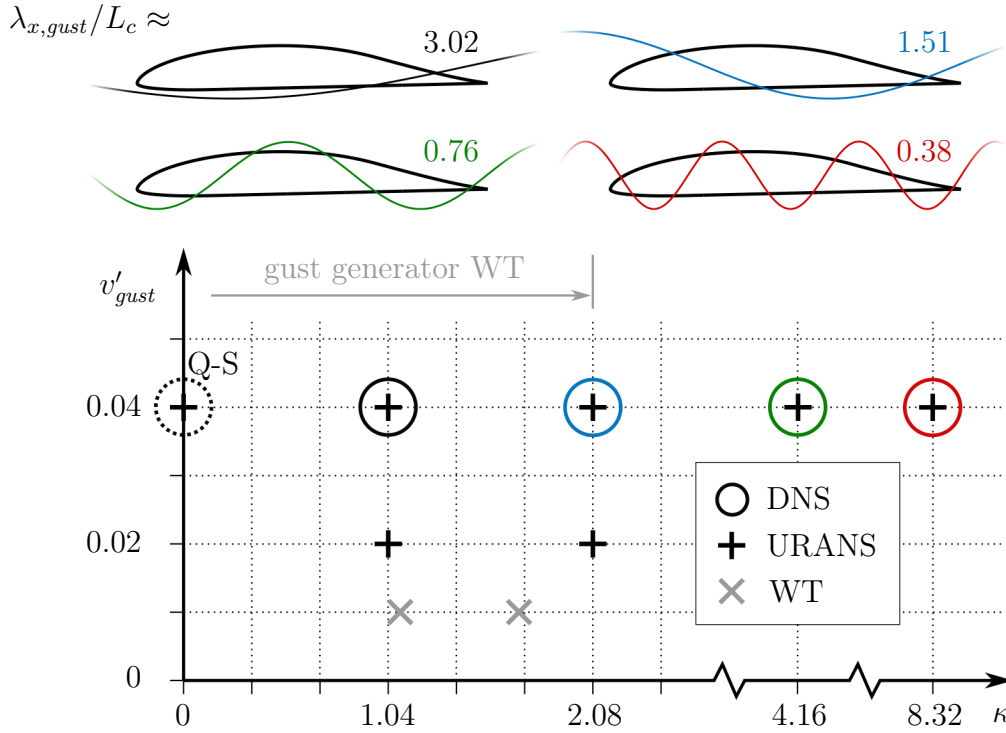 λx,gust/Lc ≈
3.02
1.51
0.76
0.38
gust generator WT
v′gust
Q-S
0.04
DNS
0.02
URANS
WT
0
0 1.04 2.08 4.16 8.32 κ